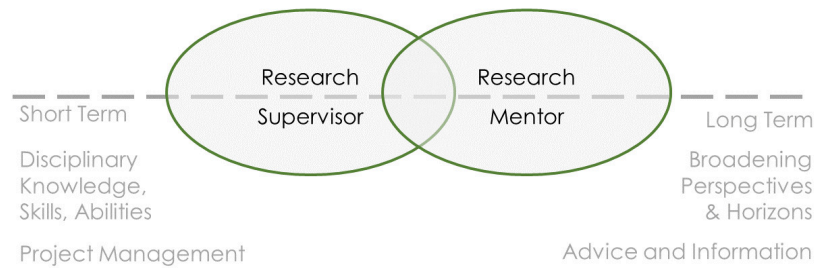 Research
Supervisor
Research
Mentor
Short Term
Disciplinary
Knowledge,
Skills, Abilities
Project Management
Long Term
Broadening
Perspectives
& Horizons
Advice and Information